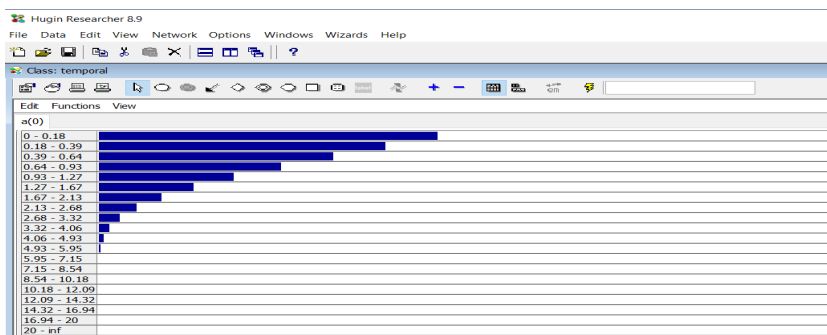 Hugin Researcher 8.9
File Data Edit View Network Options Windows Wizards Help
Class: temporal
Edit Functions View
a(0)
0 - 0.18
0.18 - 0.39
0.39 - 0.64
0.64 - 0.93
0.93 - 1.27
1.27 - 1.67
1.67 - 2.13
2.13 - 2.68
2.68 - 3.32
3.32 - 4.06
4.06 - 4.93
4.93 - 5.95
5.95 - 7.15
7.15 - 8.54
8.54 - 10.18
10.18 - 12.09
12.09 - 14.32
14.32 - 16.94
16.94 - 20
20 - inf